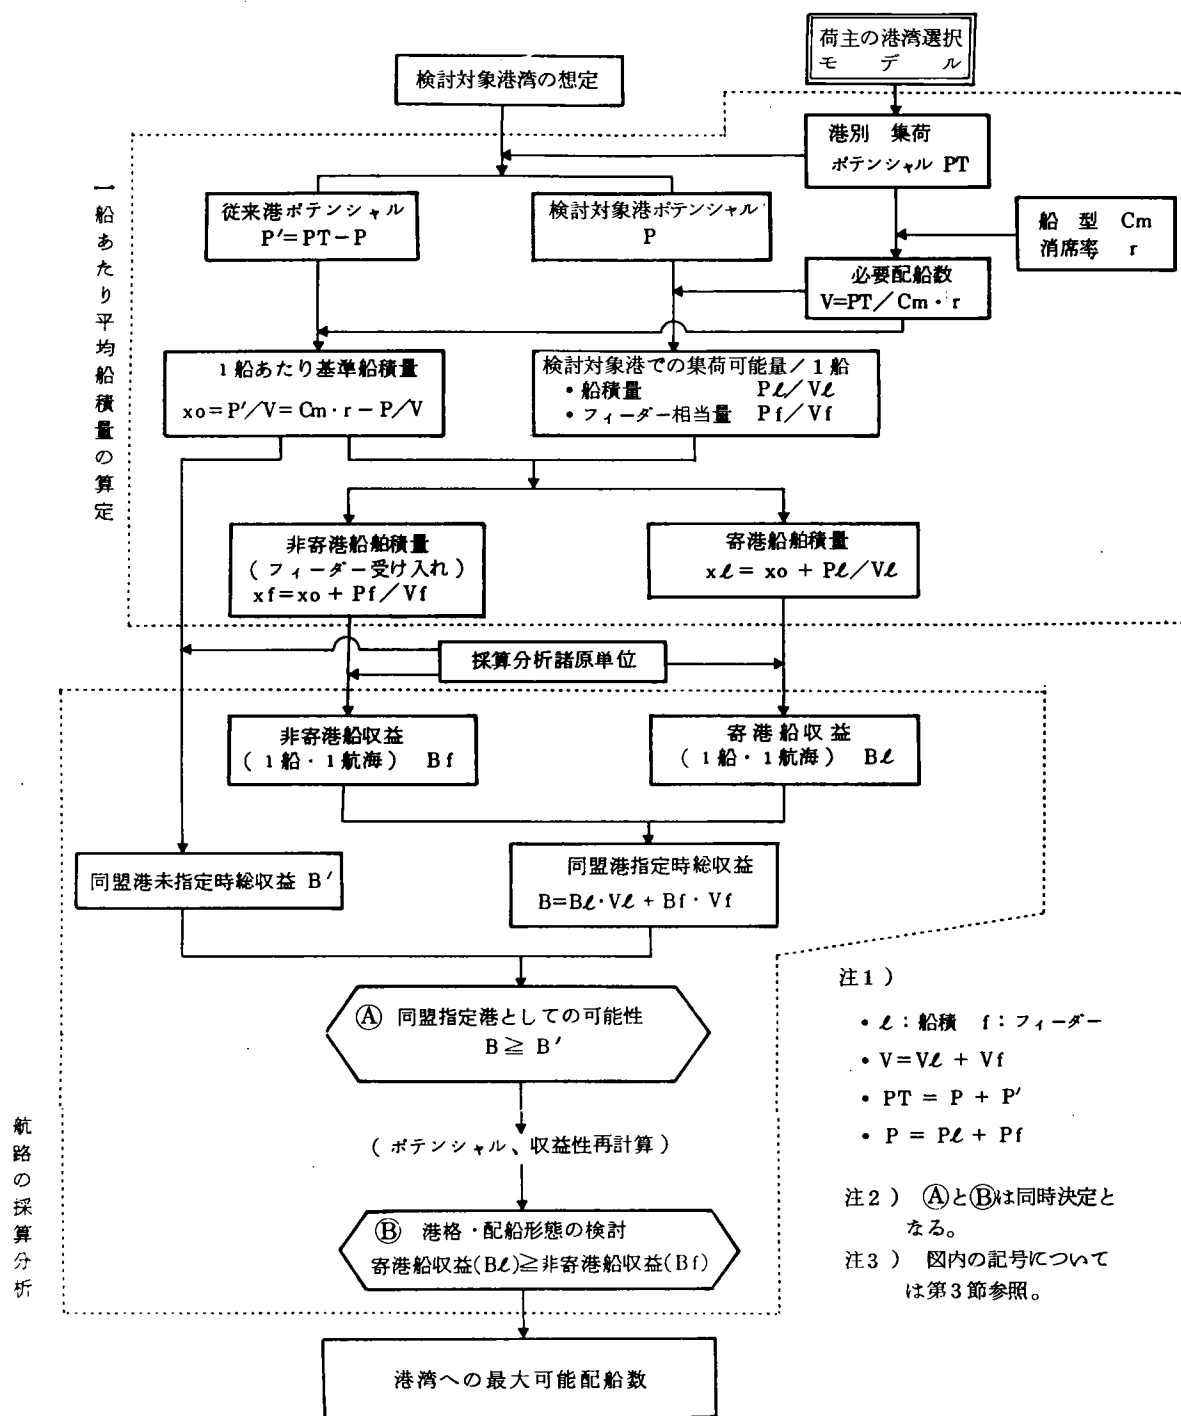 荷主の港湾選択
モデル
検討対象港湾の想定
港別 集荷
ポテンシャル PT
従来港ポテンシャル
P′=PT−P
検討対象港ポテンシャル
P
船 型 Cm
消席率 r
必要配船数
V=PT/Cm・r
1船あたり基準船積量
xo=P′/V=Cm・r−P/V
検討対象港での集荷可能量/1船
・船積量 Pℓ/Vℓ
・フィーダー相当量 Pf/Vf
一船あたり平均船積量の算定
非寄港船舶積量
(フィーダー受け入れ)
xf=xo + Pf/Vf
寄港船舶積量
xℓ = xo + Pℓ/Vℓ
採算分析諸原単位
非寄港船収益
(1船・1航海) Bf
寄港船収益
(1船・1航海) Bℓ
同盟港未指定時総収益 B′
同盟港指定時総収益
B=Bℓ・Vℓ + Bf・Vf
Ⓐ 同盟指定港としての可能性
B ≧ B′
(ポテンシャル、収益性再計算)
Ⓑ 港格・配船形態の検討
寄港船収益(Bℓ)≧非寄港船収益(Bf)
航路の採算分析
港湾への最大可能配船数
注1)
・ℓ:船積 f:フィーダー
・V=Vℓ + Vf
・PT = P + P′
・P = Pℓ + Pf
注2) ⒶとⒷは同時決定と
なる。
注3) 図内の記号について
は第3節参照。